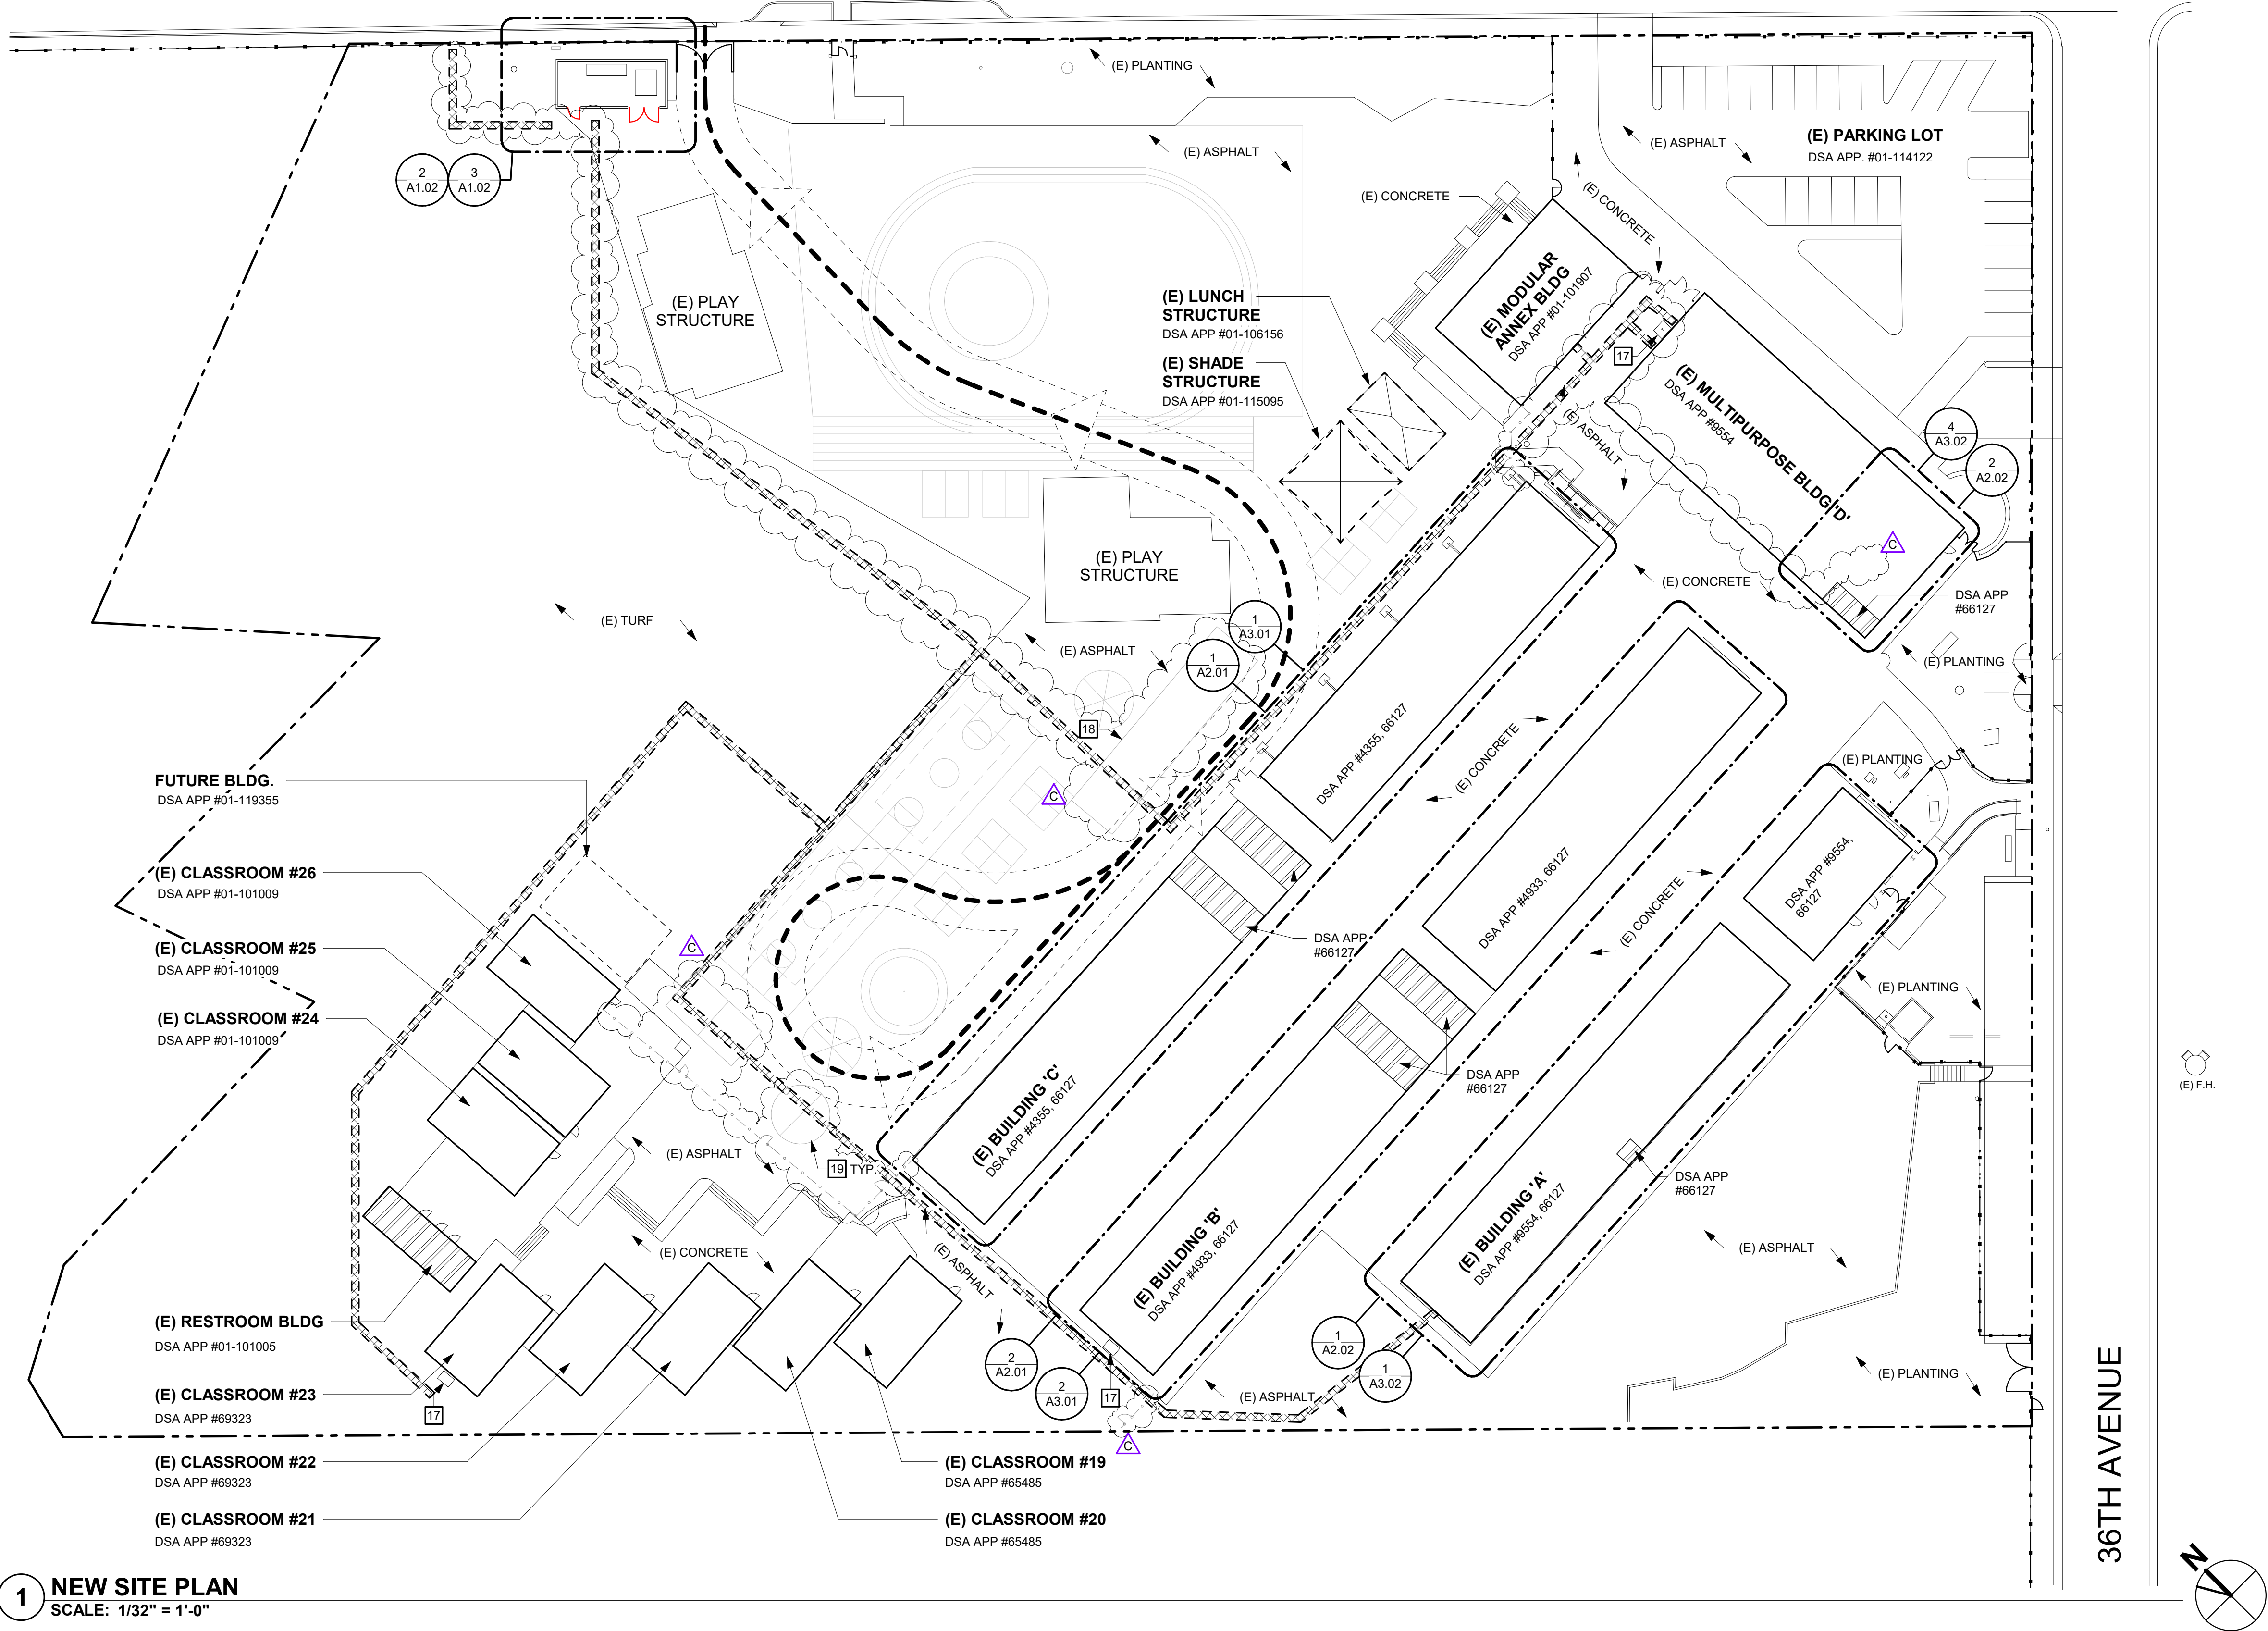 (E) PLANTING
(E) ASPHALT
(E) ASPHALT
(E) PARKING LOT
DSA APP. #01-114122
2
A1.02
3
A1.02
(E) CONCRETE
(E) CONCRETE
(E) PLAY
STRUCTURE
(E) LUNCH
STRUCTURE
DSA APP #01-106156
(E) SHADE
STRUCTURE
DSA APP #01-115095
(E) MODULAR
ANNEX BLDG
DSA APP #01-101907
17
(E) MULTIPURPOSE BLDG 'D'
DSA APP #9554
(E) ASPHALT
4
A3.02
2
A2.02
C
(E) PLAY
STRUCTURE
(E) CONCRETE
DSA APP
#66127
(E) TURF
(E) ASPHALT
1
A3.01
1
A2.01
(E) PLANTING
18
DSA APP #4355, 66127
(E) CONCRETE
(E) PLANTING
FUTURE BLDG.
DSA APP #01-119355
C
(E) CLASSROOM #26
DSA APP #01-101009
DSA APP #4933, 66127
(E) CONCRETE
DSA APP #9554,
66127
(E) CLASSROOM #25
DSA APP #01-101009
C
DSA APP
#66127
(E) PLANTING
(E) CLASSROOM #24
DSA APP #01-101009
DSA APP
#66127
(E) F.H.
(E) BUILDING 'C'
DSA APP #4355, 66127
(E) ASPHALT
19 TYP.
DSA APP
#66127
(E) BUILDING 'B'
DSA APP #4933, 66127
(E) BUILDING 'A'
DSA APP #9554, 66127
(E) CONCRETE
(E) ASPHALT
(E) ASPHALT
(E) RESTROOM BLDG
DSA APP #01-101005
2
A2.01
2
A3.01
17
1
A2.02
1
A3.02
(E) PLANTING
(E) CLASSROOM #23
DSA APP #69323
17
(E) ASPHALT
C
(E) CLASSROOM #22
DSA APP #69323
(E) CLASSROOM #19
DSA APP #65485
(E) CLASSROOM #21
DSA APP #69323
(E) CLASSROOM #20
DSA APP #65485
36TH AVENUE
N
1
NEW SITE PLAN
SCALE: 1/32" = 1'-0"